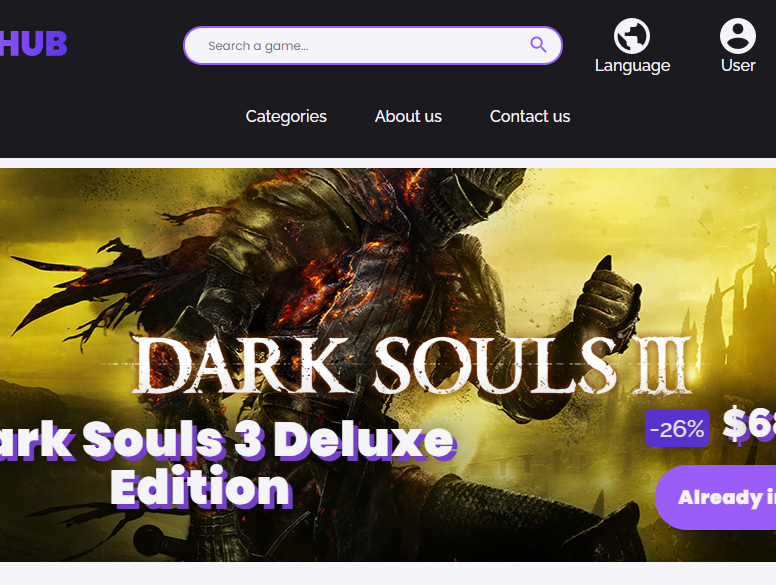 HUB
Search a game...
Language
User
Categories
About us
Contact us
DARK SOULS III
ark Souls 3 Deluxe
Edition
-26%
$68
Already in